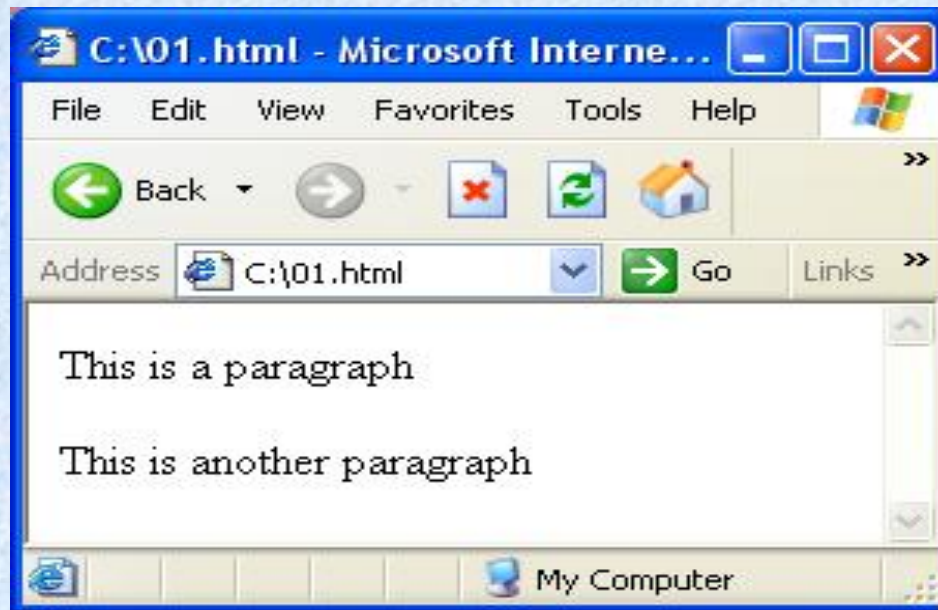 C:\01.html - Microsoft Interne...
File Edit View Favorites Tools Help
Back »
Address C:\01.html Go Links »
This is a paragraph
This is another paragraph
My Computer